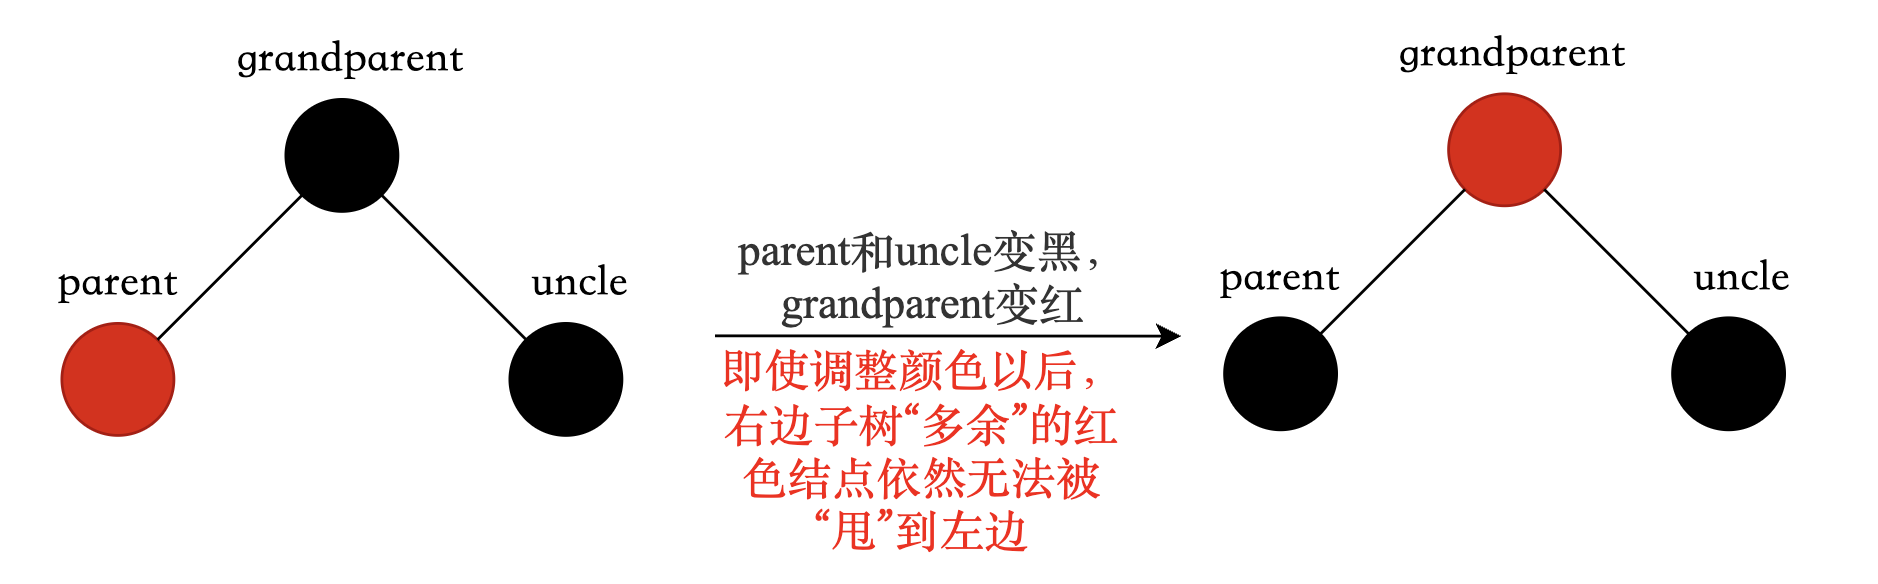 grandparent
parent
uncle
parent和uncle变黑，
grandparent变红
即使调整颜色以后，
右边子树“多余”的红
色结点依然无法被
“甩”到左边
grandparent
parent
uncle